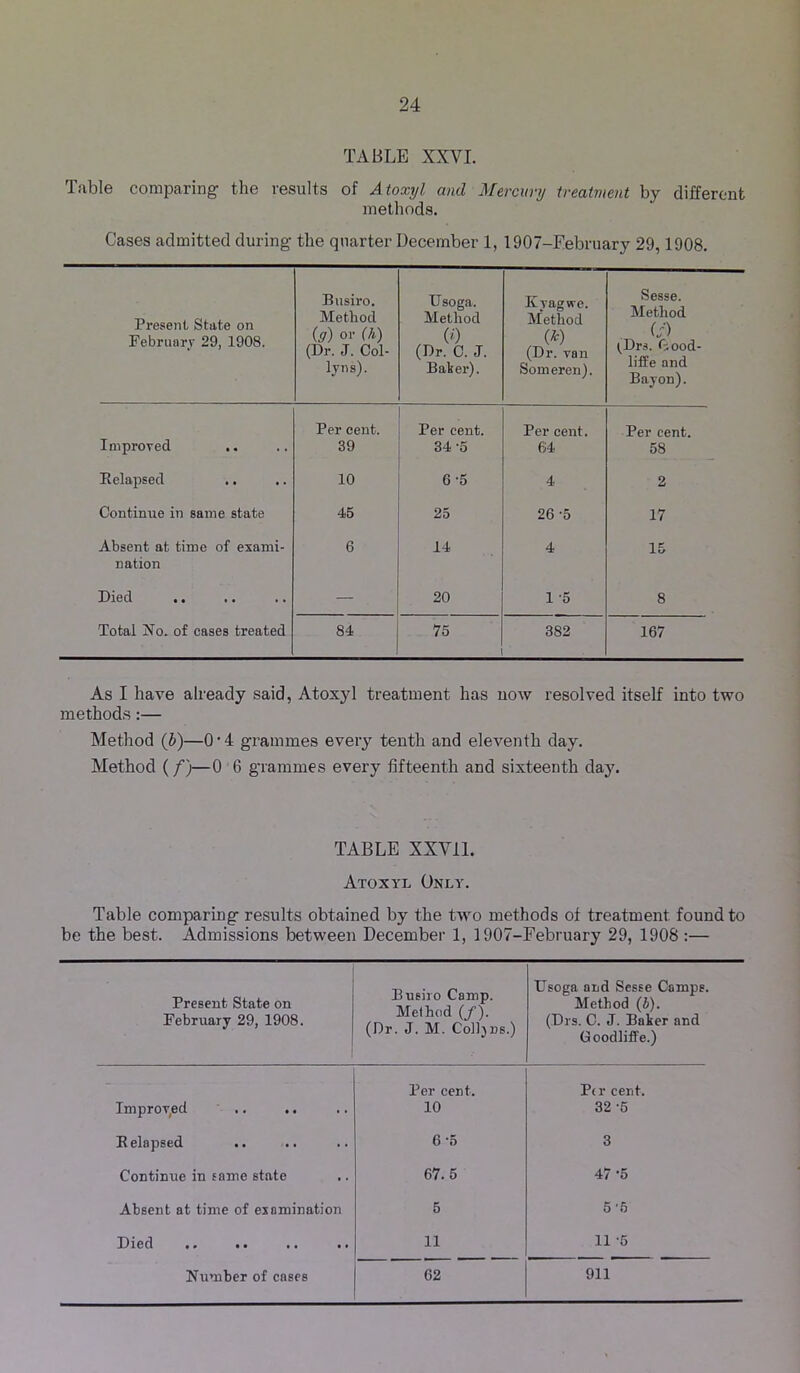 24
TABLE XXVI.
Table comparing the results of Atoxyl and Mercury treatment by different
methods.
Cases admitted during the quarter December 1, 1907–February 29, 1908.
Present State on February 29, 1908. | Busiro. Method (g) or (h) (Dr. J. Collyns). | Usoga. Method (i) (Dr. C. J. Baker). | Kyagwe. Method (k) (Dr. van Someren). | Sesse. Method (Drs. Goodliffe and Bayon).
Per cent. Per cent. Per cent. Per cent.
Improved .. .. 39 34·5 64 58
Relapsed .. .. 10 6·5 4 2
Continue in same state 45 25 26·5 17
Absent at time of exami- 6 14 4 15
nation
Died .. .. .. — 20 1·5 8
Total No. of cases treated 84 75 382 167
As I have already said, Atoxyl treatment has now resolved itself into two
methods:—
Method (b)—0·4 grammes every tenth and eleventh day.
Method (f)—0 6 grammes every fifteenth and sixteenth day.
TABLE XXVII.
ATOXYL ONLY.
Table comparing results obtained by the two methods of treatment found to
be the best. Admissions between December 1, 1907–February 29, 1908:—
Present State on February 29, 1908. | Busiro Camp. Method (f). (Dr. J. M. Collyns.) | Usoga and Sesse Camps. Method (b). (Drs. C. J. Baker and Goodliffe.)
Per cent. Per cent.
Improved .. .. .. 10 32·5
Relapsed .. .. .. 6·5 3
Continue in same state .. 67.5 47·5
Absent at time of examination 5 5·5
Died .. .. .. .. 11 11·5
Number of cases 62 911